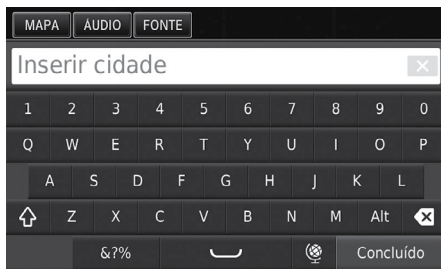 MAPA ÁUDIO FONTE
Inserir cidade
1 2 3 4 5 6 7 8 9 0
Q W E R T Y U I O P
A S D F G H J K L
Z X C V B N M Alt
&?% Concluído